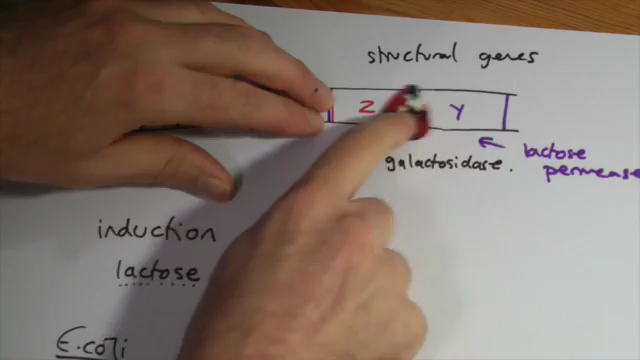 structural genes
Z Y
galactosidase.
lactose
permease
induction
lactose
E.coli